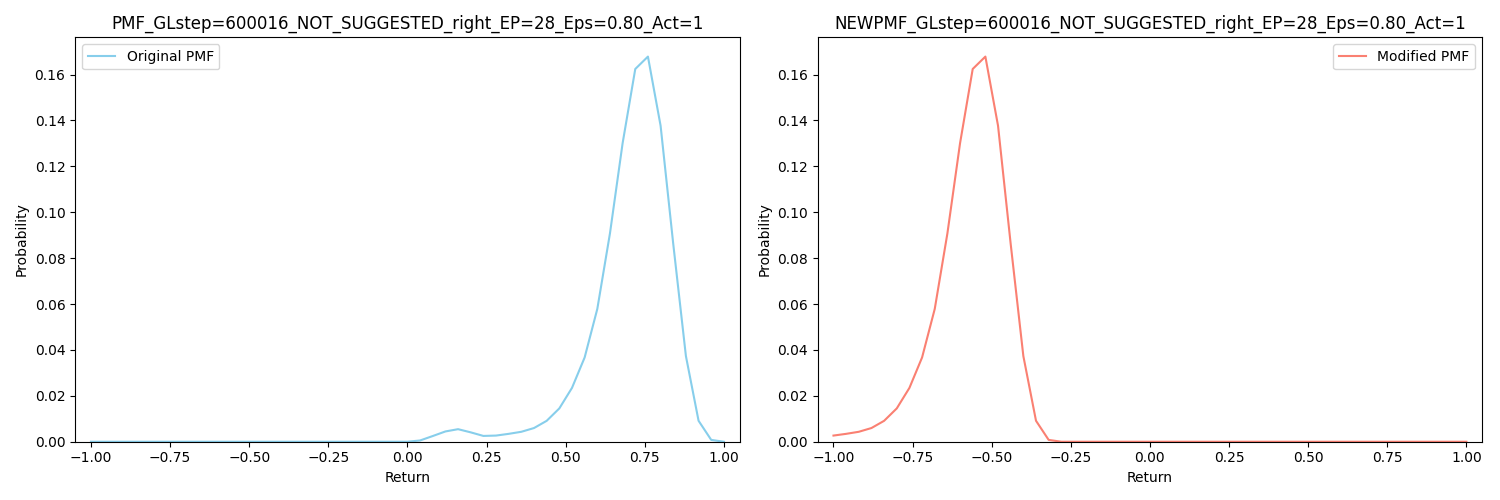 PMF_GLstep=600016_NOT_SUGGESTED_right_EP=28_Eps=0.80_Act=1
Original PMF
Probability
0.16
0.14
0.12
0.10
0.08
0.06
0.04
0.02
0.00
−1.00 −0.75 −0.50 −0.25 0.00 0.25 0.50 0.75 1.00
Return
NEWPMF_GLstep=600016_NOT_SUGGESTED_right_EP=28_Eps=0.80_Act=1
Modified PMF
Probability
0.16
0.14
0.12
0.10
0.08
0.06
0.04
0.02
0.00
−1.00 −0.75 −0.50 −0.25 0.00 0.25 0.50 0.75 1.00
Return